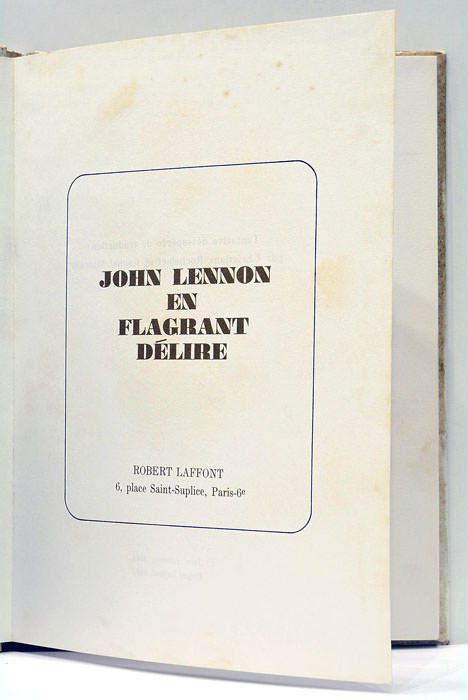 JOHN LENNON
EN
FLAGRANT
DÉLIRE
ROBERT LAFFONT
6, place Saint-Suplice, Paris-6e